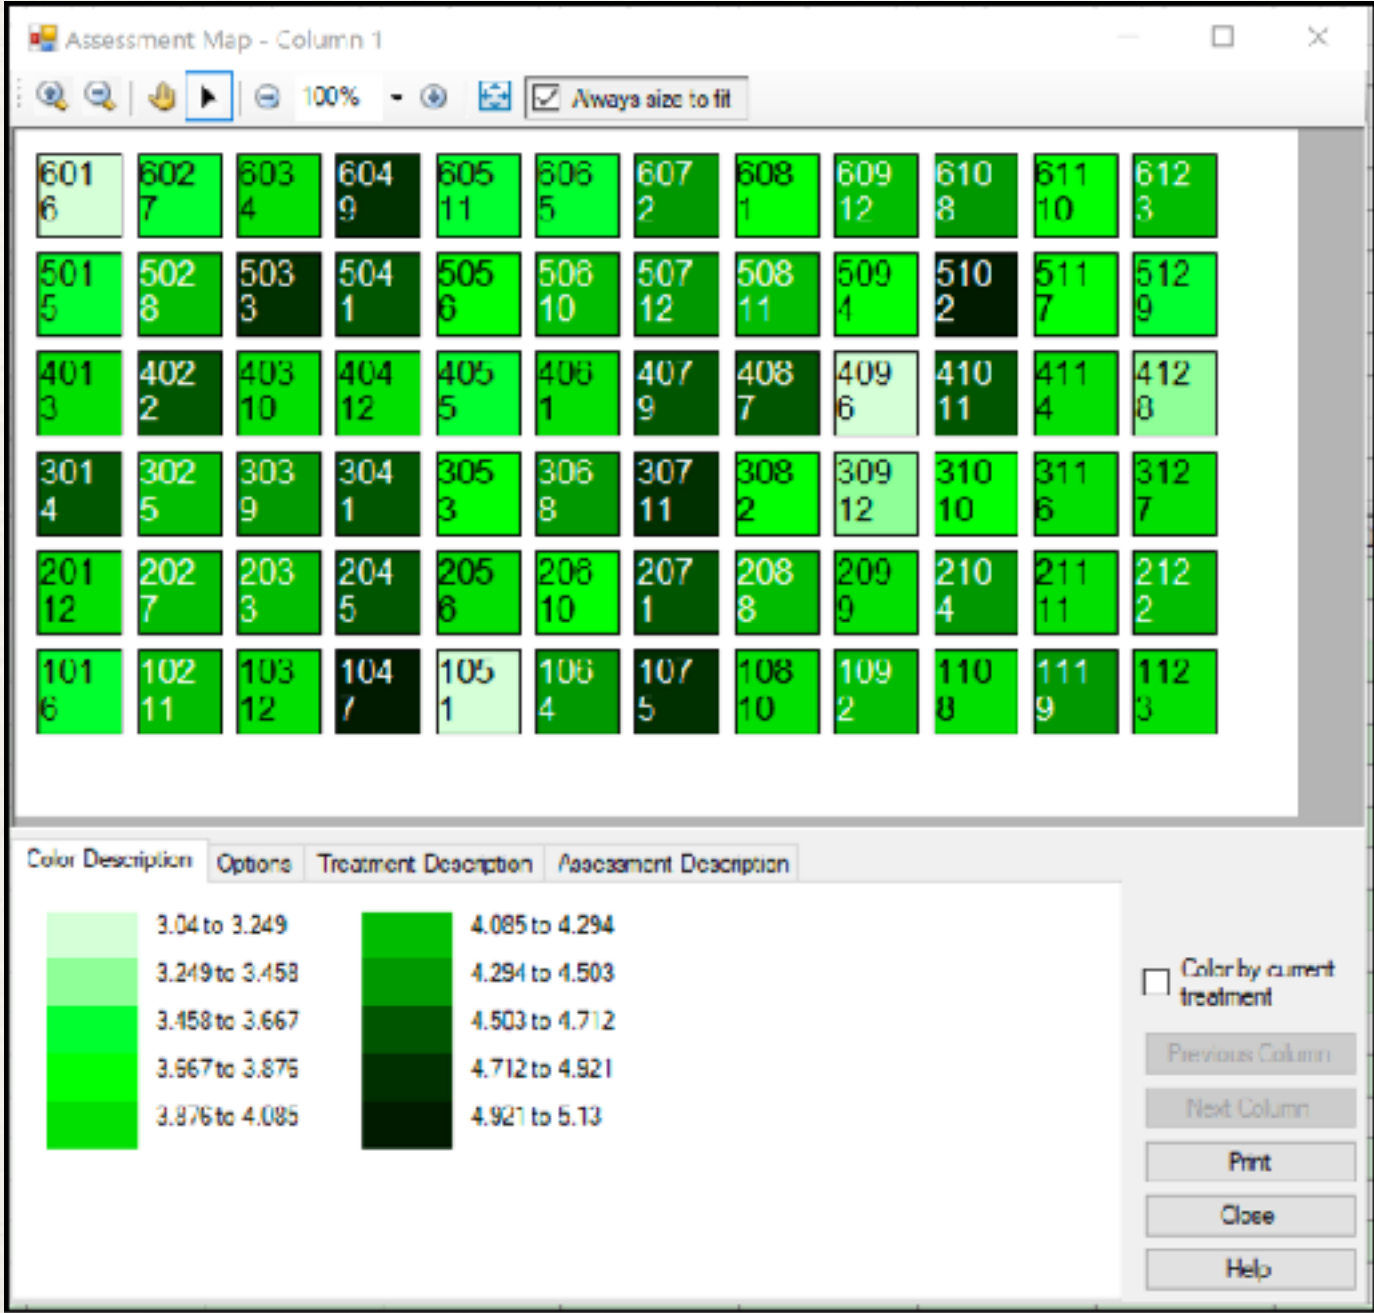 Assessment Map - Column 1
100% Always size to fit
601 602 603 604 605 606 607 608 609 610 611 612
6 7 4 9 11 5 2 1 12 8 10 3
501 502 503 504 505 506 507 508 509 510 511 512
5 8 3 1 6 10 12 11 4 2 7 9
401 402 403 404 405 406 407 408 409 410 411 412
3 2 10 12 5 1 9 7 6 11 4 8
301 302 303 304 305 306 307 308 309 310 311 312
4 5 9 1 3 8 11 2 12 10 6 7
201 202 203 204 205 206 207 208 209 210 211 212
12 7 3 5 6 10 1 8 9 4 11 2
101 102 103 104 105 106 107 108 109 110 111 112
6 11 12 7 1 4 5 10 2 8 9 3
Color Description Options Treatment Description Assessment Description
3.04 to 3.249 4.085 to 4.294
3.249 to 3.458 4.294 to 4.503
3.458 to 3.667 4.503 to 4.712
3.667 to 3.876 4.712 to 4.921
3.876 to 4.085 4.921 to 5.13
Color by current
treatment
Previous Column
Next Column
Print
Close
Help